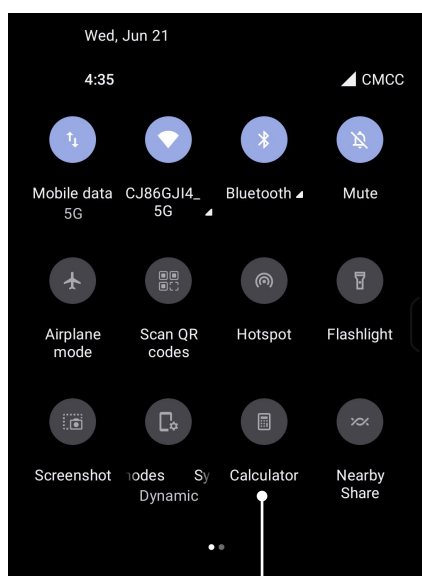 Wed, Jun 21
4:35 CMCC
Mobile data CJ86GJI4_ Bluetooth Mute
5G 5G
Airplane Scan QR Hotspot Flashlight
mode codes
Screenshot odes Sy Calculator Nearby
Dynamic Share